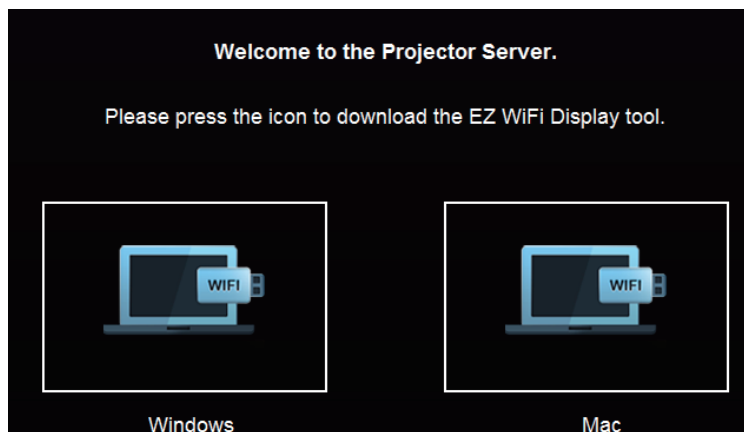 Welcome to the Projector Server.
Please press the icon to download the EZ WiFi Display tool.
WIFI
WIFI
Windows
Mac